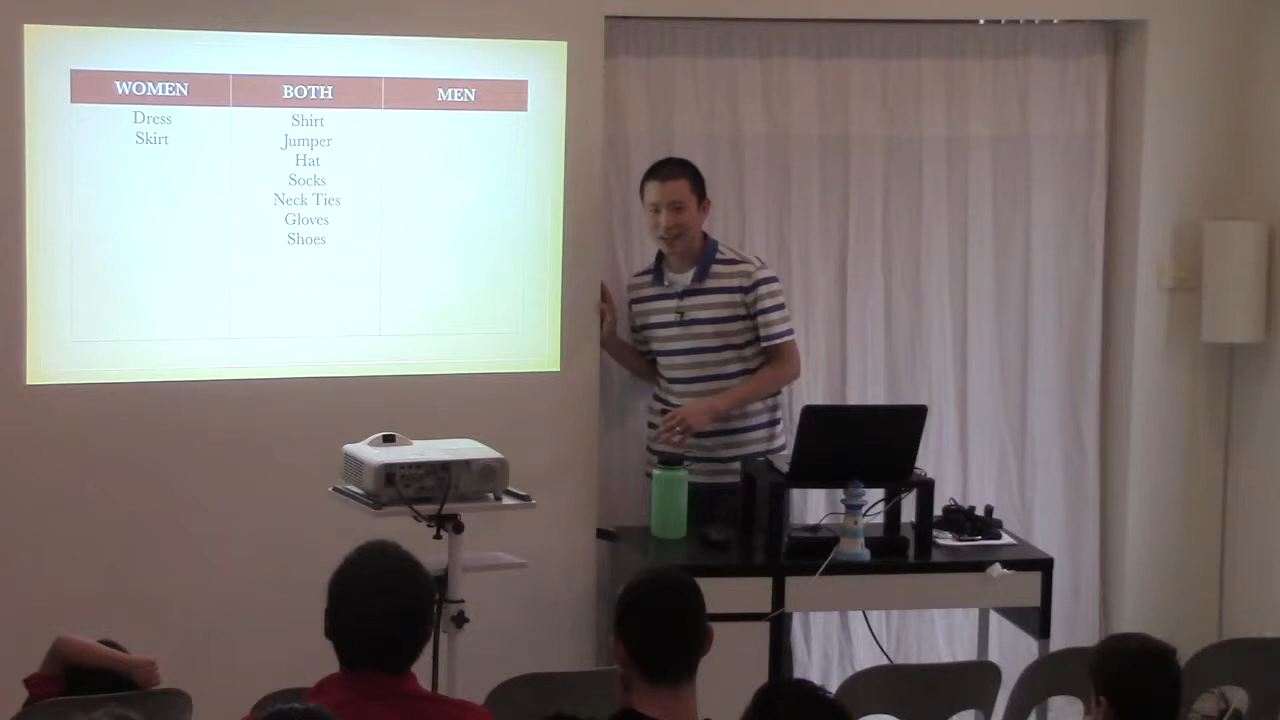 WOMEN BOTH MEN
Dress Shirt
Skirt Jumper
Hat
Socks
Neck Ties
Gloves
Shoes